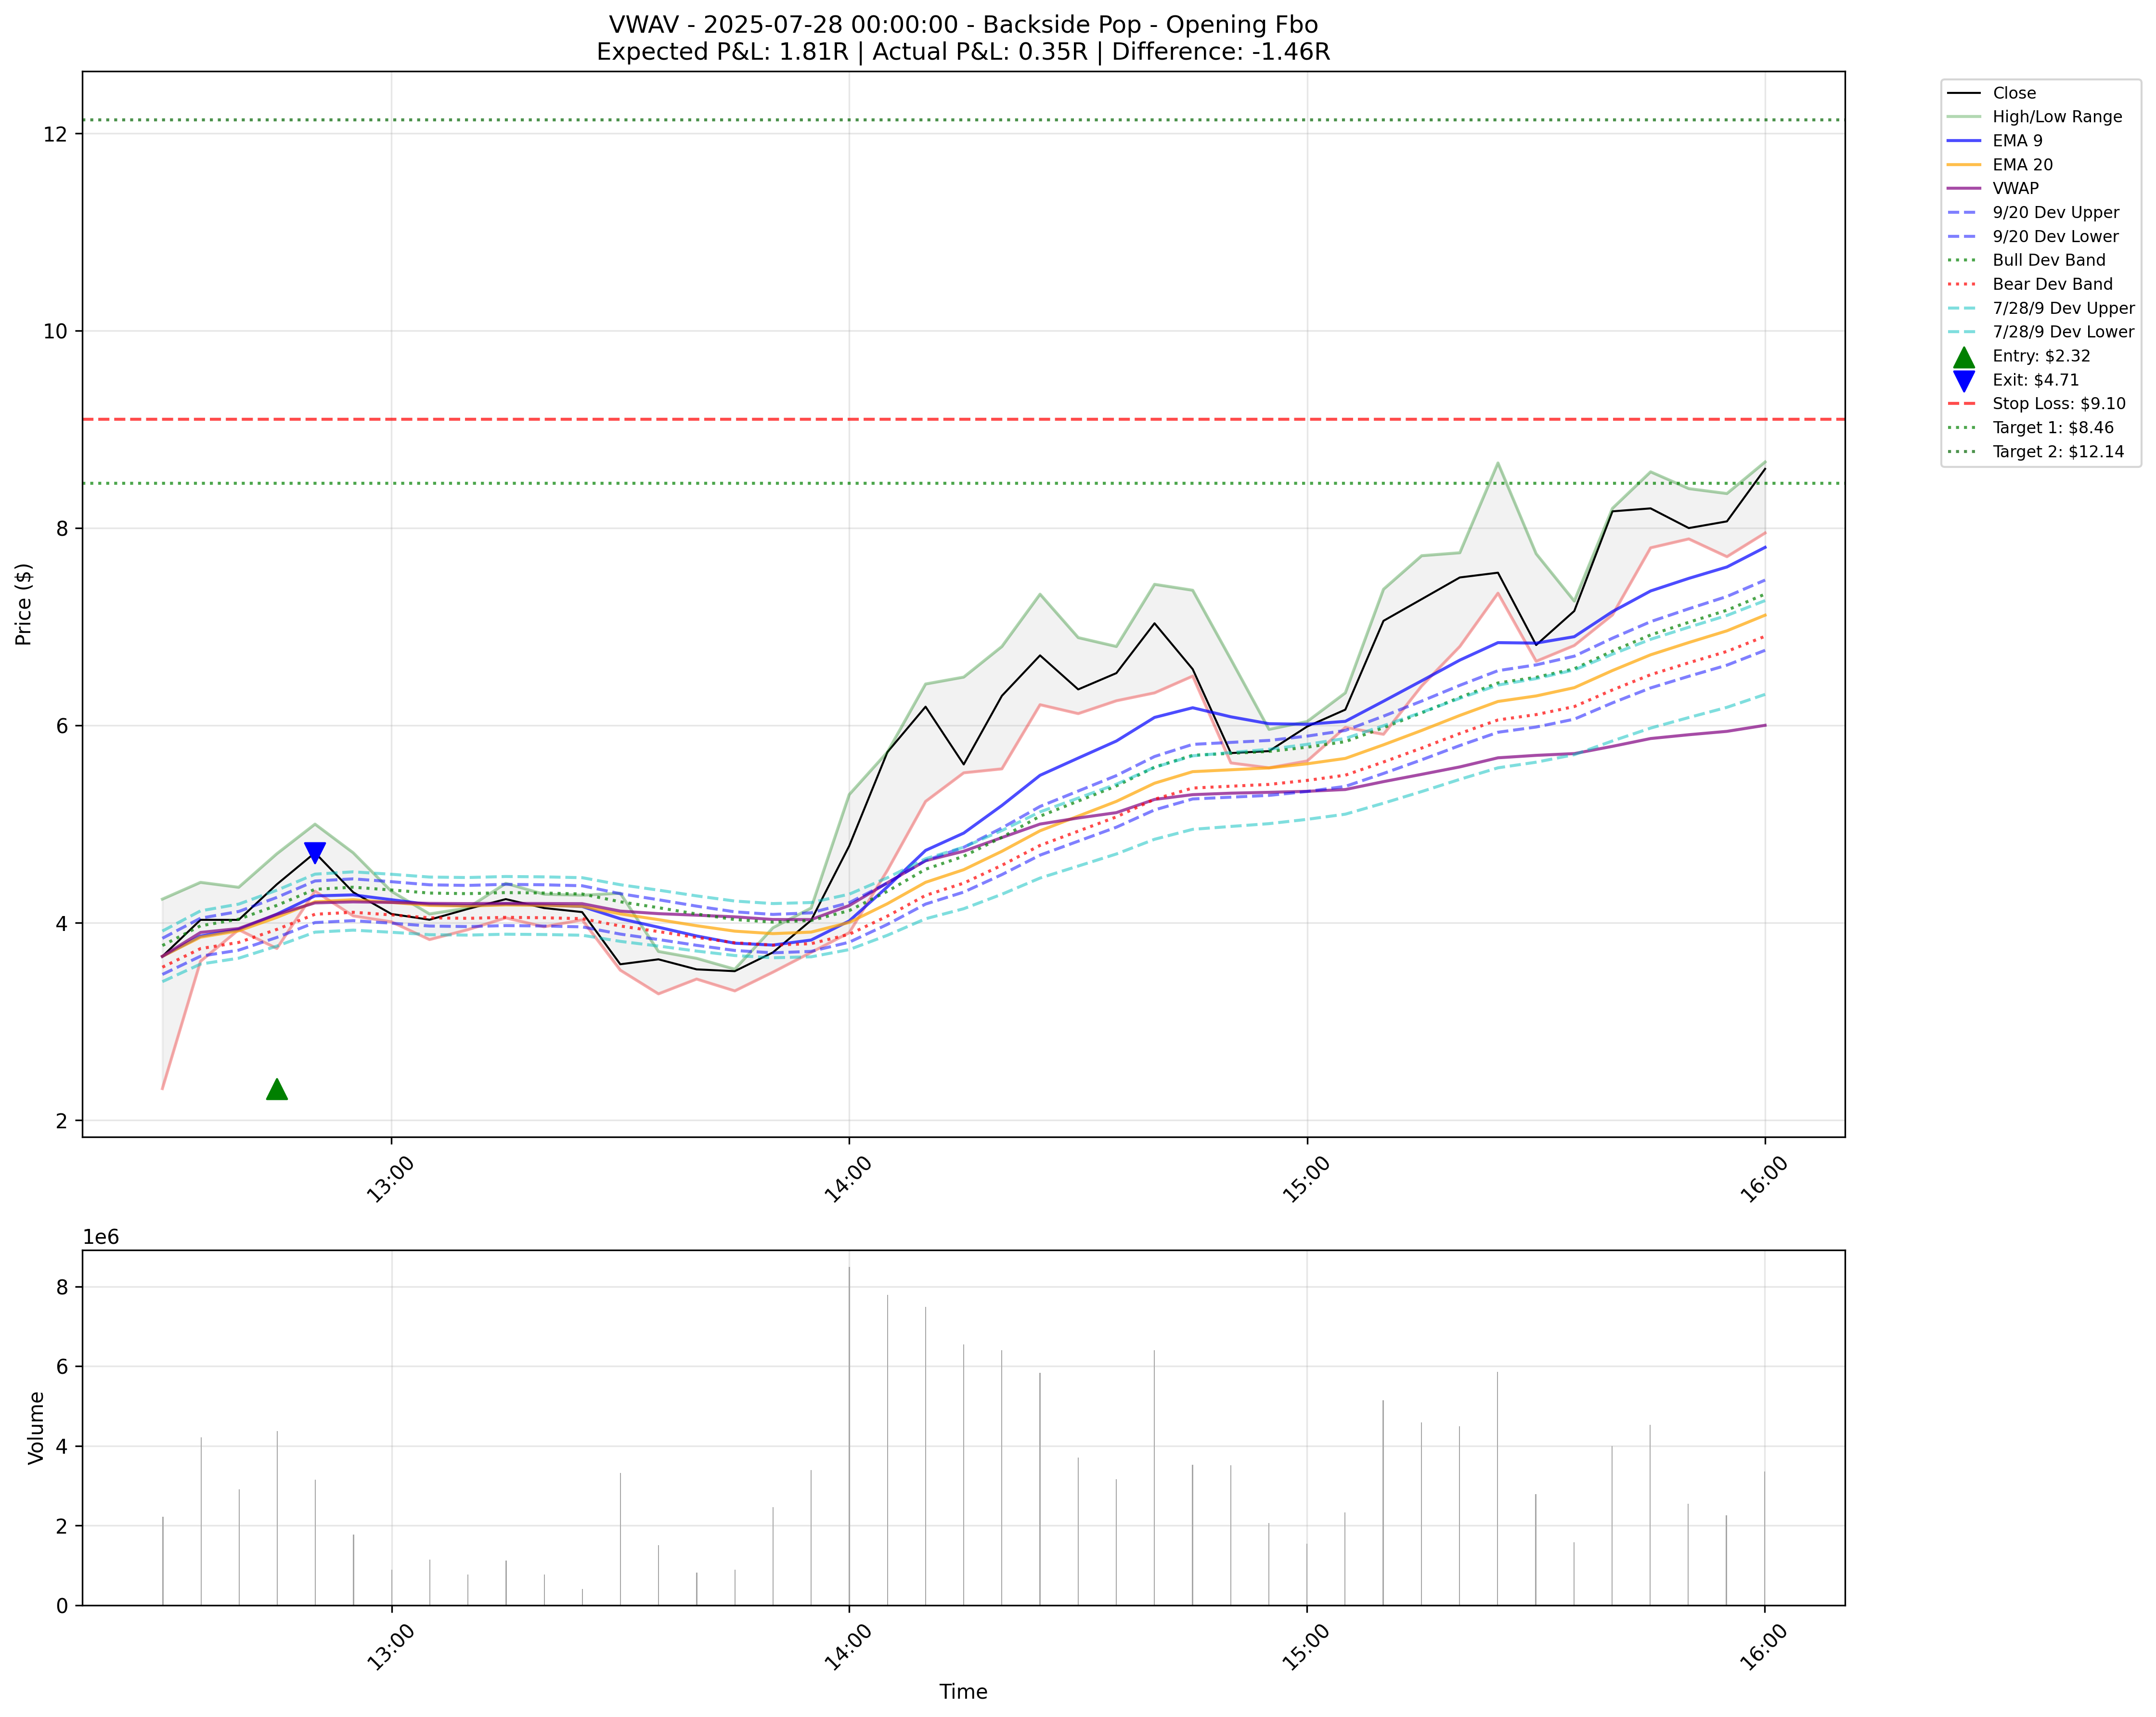 VWAV - 2025-07-28 00:00:00 - Backside Pop - Opening Fbo
Expected P&L: 1.81R | Actual P&L: 0.35R | Difference: -1.46R
Price ($)
12
10
8
6
4
2
13:00
14:00
15:00
16:00
Close
High/Low Range
EMA 9
EMA 20
VWAP
9/20 Dev Upper
9/20 Dev Lower
Bull Dev Band
Bear Dev Band
7/28/9 Dev Upper
7/28/9 Dev Lower
Entry: $2.32
Exit: $4.71
Stop Loss: $9.10
Target 1: $8.46
Target 2: $12.14
1e6
Volume
8
6
4
2
0
13:00
14:00
15:00
16:00
Time